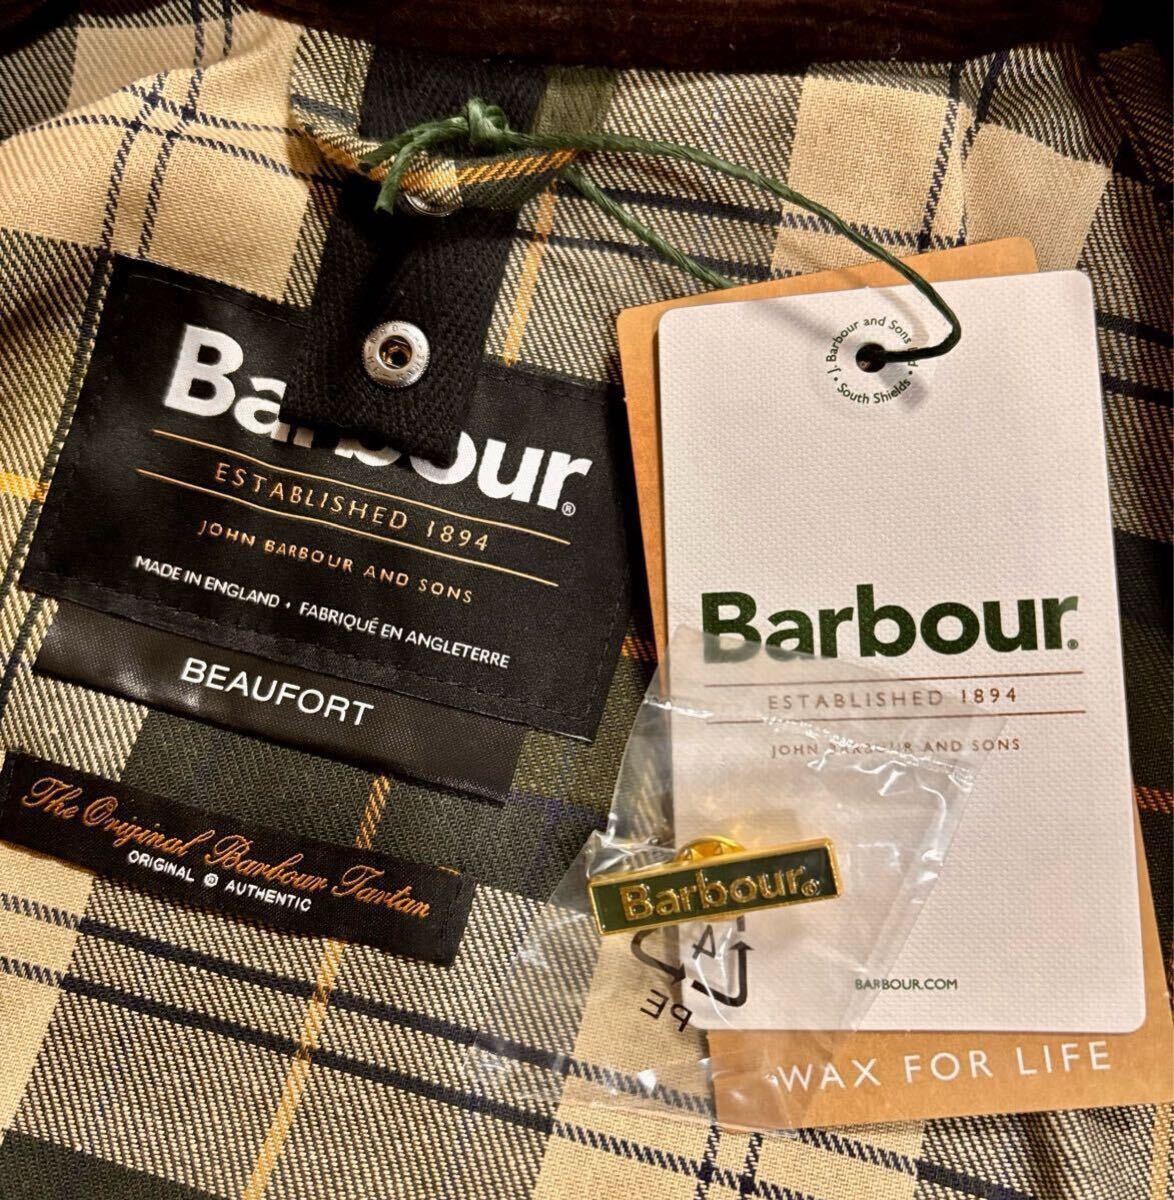 Barbour®
ESTABLISHED 1894
JOHN BARBOUR AND SONS
MADE IN ENGLAND · FABRIQUÉ EN ANGLETERRE
BEAUFORT
The Original Barbour Tartan
ORIGINAL ® AUTHENTIC
J. Barbour and Sons
South Shields
Barbour®
ESTABLISHED 1894
JOHN BARBOUR AND SONS
Barbour®
4
PE
BARBOUR.COM
WAX FOR LIFE